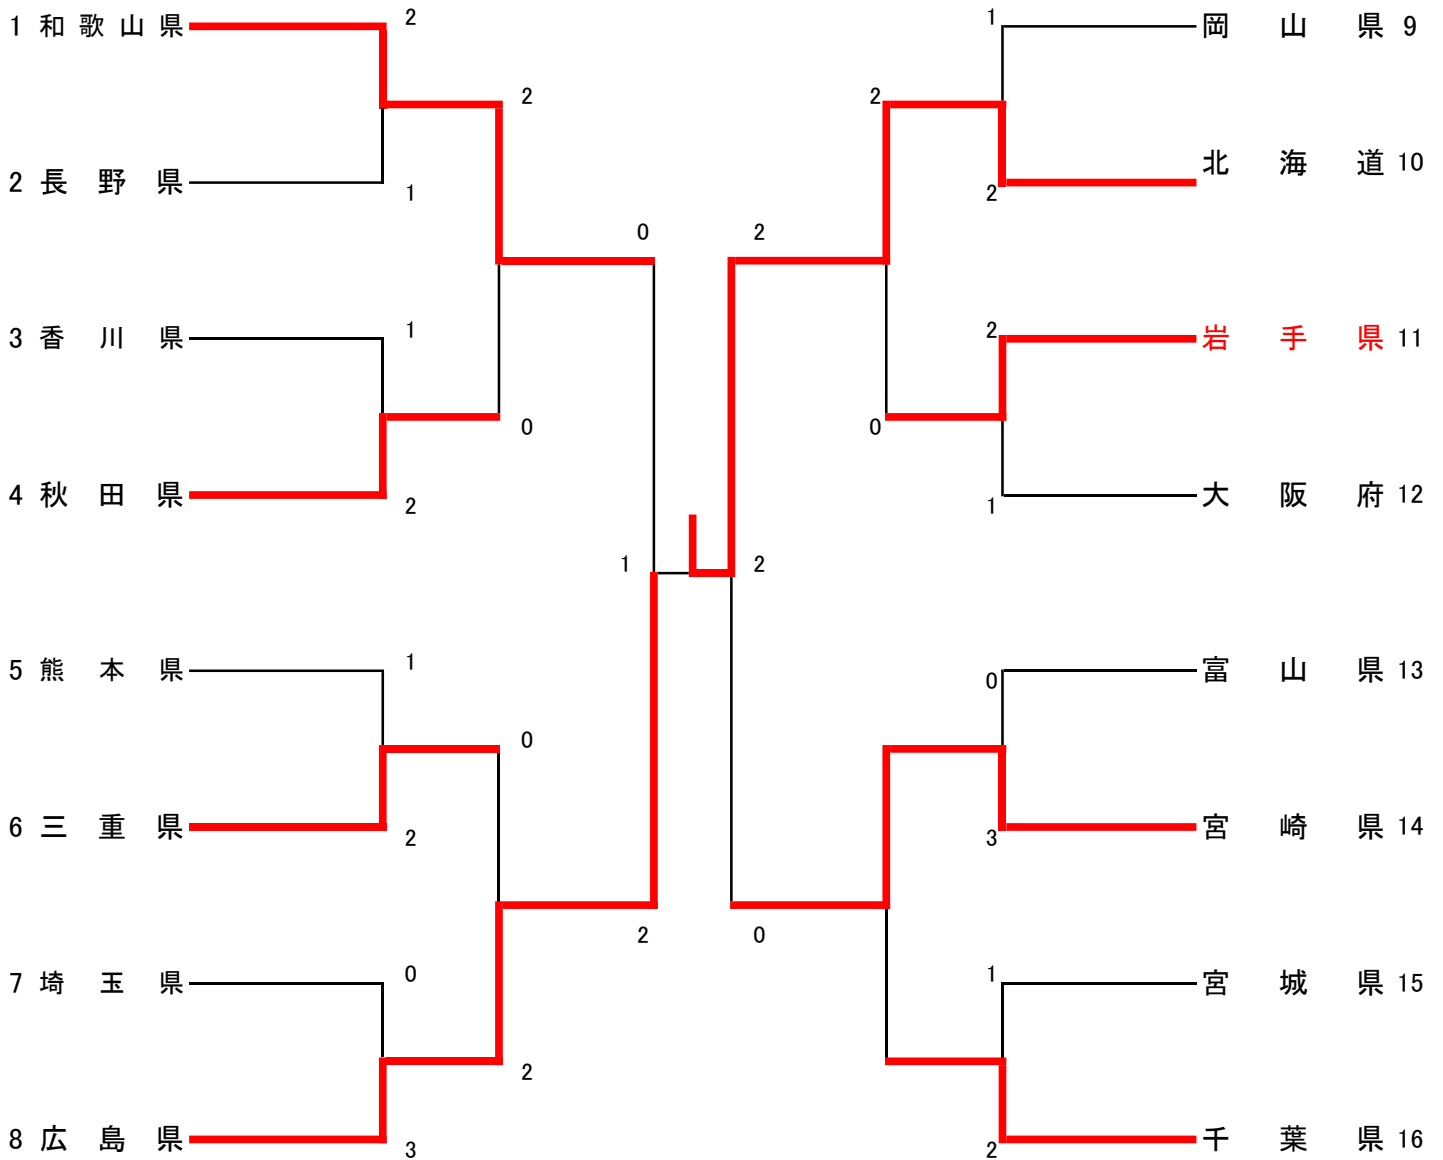 1 和歌山県
2
2
1
2 長野県
0
3 香川県
1
0
4 秋田県
2
1
5 熊本県
1
0
6 三重県
2
7 埼玉県
0
2
2
8 広島県
3
1
岡山県 9
2
北海道 10
2
2
2
岩手県 11
0
大阪府 12
1
2
0
富山県 13
宮崎県 14
3
0
1
宮城県 15
千葉県 16
2